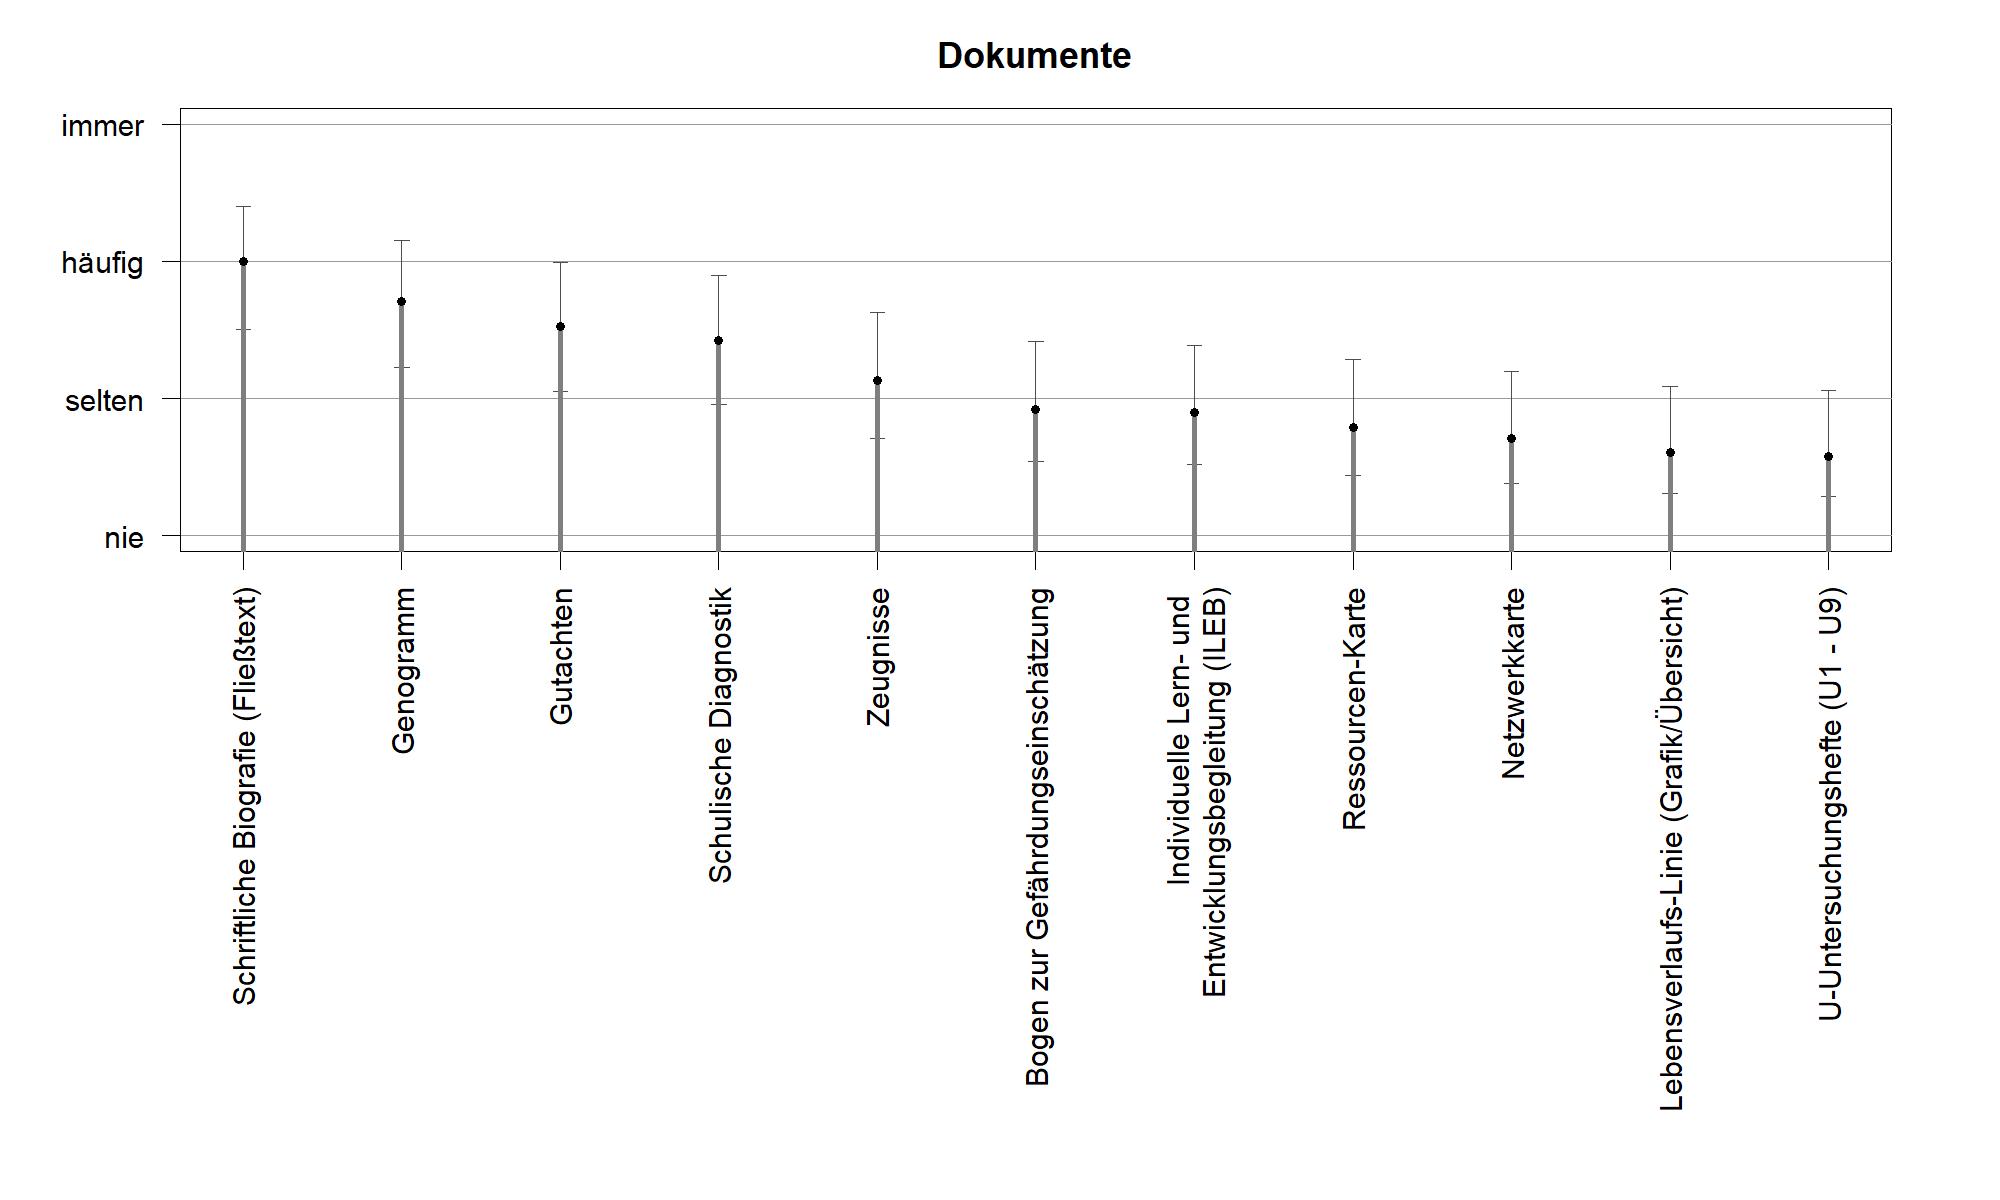 Dokumente
immer
häufig
selten
nie
Schriftliche Biografie (Fließtext)
Genogramm
Gutachten
Schulische Diagnostik
Zeugnisse
Bogen zur Gefährdungseinschätzung
Individuelle Lern- und
Entwicklungsbegleitung (ILEB)
Ressourcen-Karte
Netzwerkkarte
Lebensverlaufs-Linie (Grafik/Übersicht)
U-Untersuchungshefte (U1 - U9)